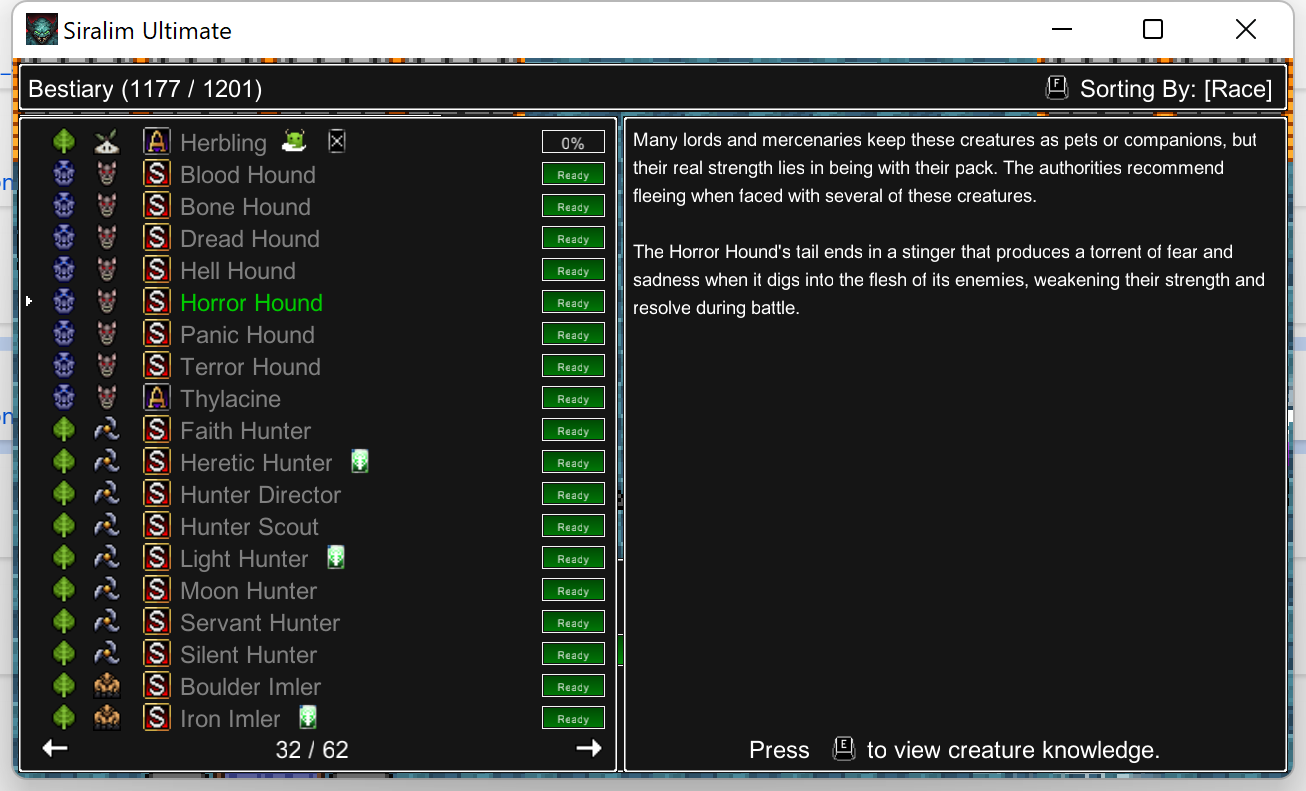 Siralim Ultimate
Bestiary (1177 / 1201)
F Sorting By: [Race]
A Herbling 0%
S Blood Hound Ready
S Bone Hound Ready
S Dread Hound Ready
S Hell Hound Ready
S Horror Hound Ready
S Panic Hound Ready
S Terror Hound Ready
A Thylacine Ready
S Faith Hunter Ready
S Heretic Hunter Ready
S Hunter Director Ready
S Hunter Scout Ready
S Light Hunter Ready
S Moon Hunter Ready
S Servant Hunter Ready
S Silent Hunter Ready
S Boulder Imler Ready
S Iron Imler Ready
32 / 62
Many lords and mercenaries keep these creatures as pets or companions, but
their real strength lies in being with their pack. The authorities recommend
fleeing when faced with several of these creatures.
The Horror Hound's tail ends in a stinger that produces a torrent of fear and
sadness when it digs into the flesh of its enemies, weakening their strength and
resolve during battle.
Press E to view creature knowledge.